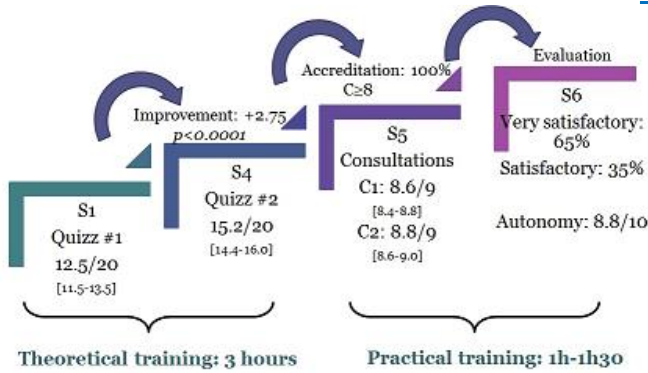 Evaluation
Accreditation: 100%
C≥8
Improvement: +2.75
p<0.0001
S1
Quizz #1
12.5/20
[11.5-13.5]
S4
Quizz #2
15.2/20
[14.4-16.0]
S5
Consultations
C1: 8.6/9
[8.4-8.8]
C2: 8.8/9
[8.6-9.0]
S6
Very satisfactory:
65%
Satisfactory: 35%
Autonomy: 8.8/10
Theoretical training: 3 hours
Practical training: 1h-1h30